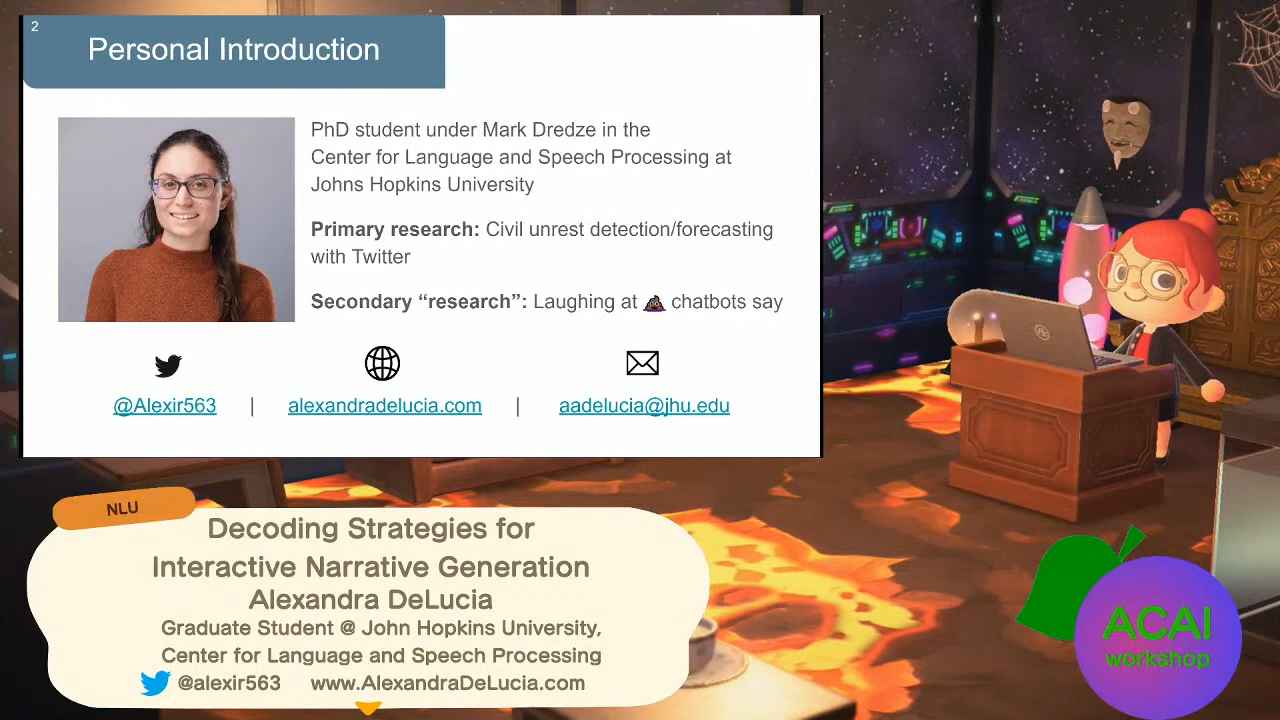 2
Personal Introduction
PhD student under Mark Dredze in the
Center for Language and Speech Processing at
Johns Hopkins University
Primary research: Civil unrest detection/forecasting
with Twitter
Secondary “research”: Laughing at 💩 chatbots say
@Alexir563 | alexandradelucia.com | aadelucia@jhu.edu
NLU
Decoding Strategies for
Interactive Narrative Generation
Alexandra DeLucia
Graduate Student @ John Hopkins University,
Center for Language and Speech Processing
@alexir563 www.AlexandraDeLucia.com
ACAI
workshop